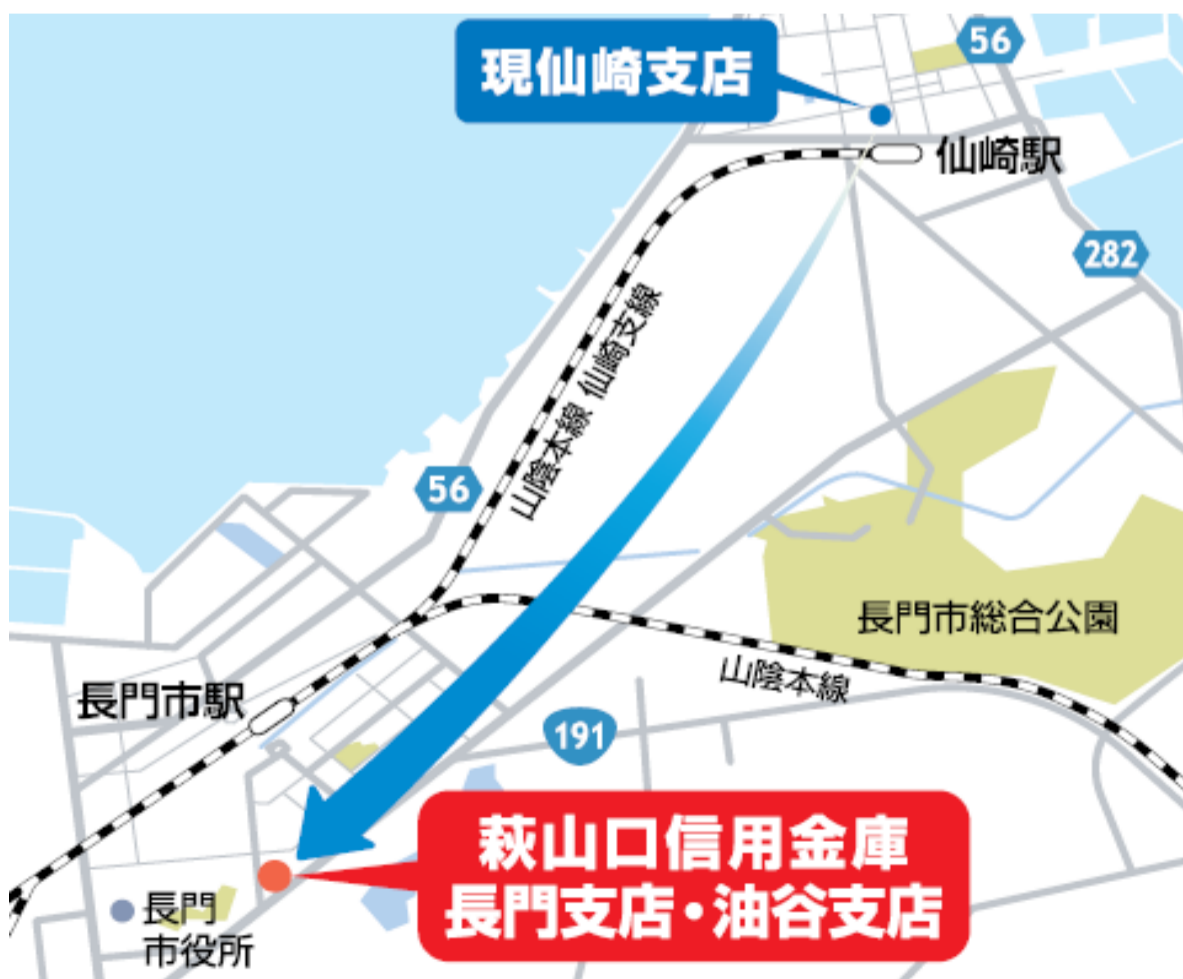 現仙崎支店
56
仙崎駅
282
山陰本線 仙崎支線
56
長門市総合公園
山陰本線
長門市駅
191
萩山口信用金庫
長門支店・油谷支店
長門
市役所